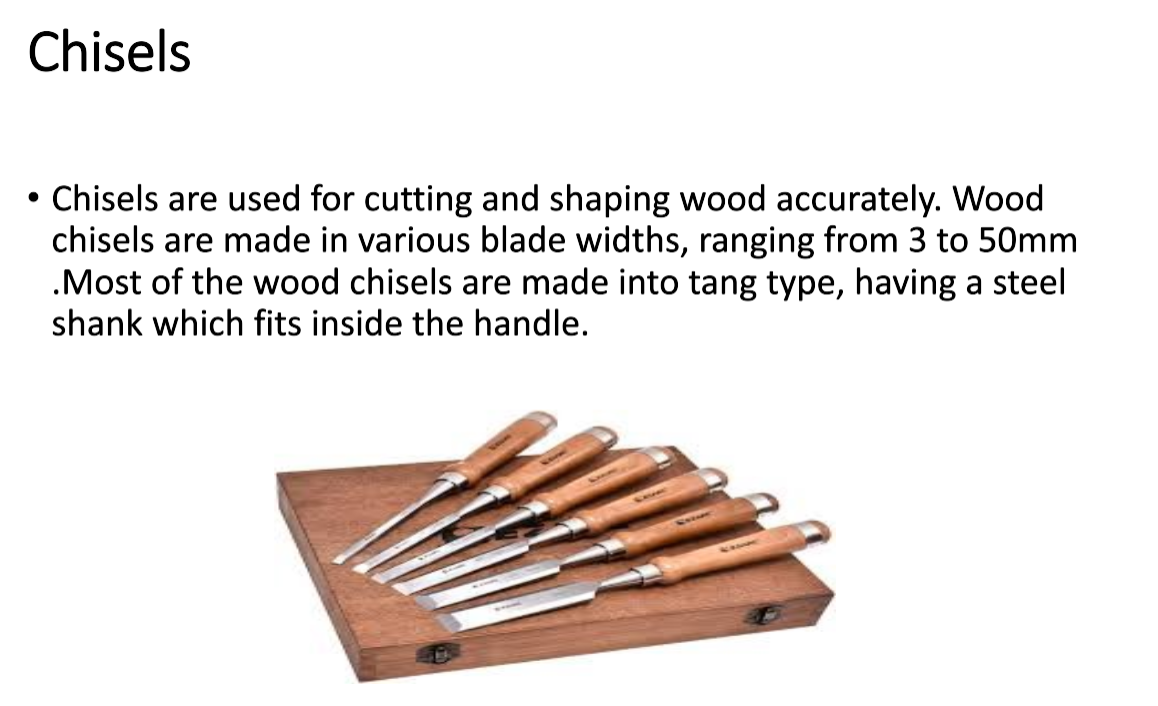 Chisels
• Chisels are used for cutting and shaping wood accurately. Wood
chisels are made in various blade widths, ranging from 3 to 50mm
.Most of the wood chisels are made into tang type, having a steel
shank which fits inside the handle.